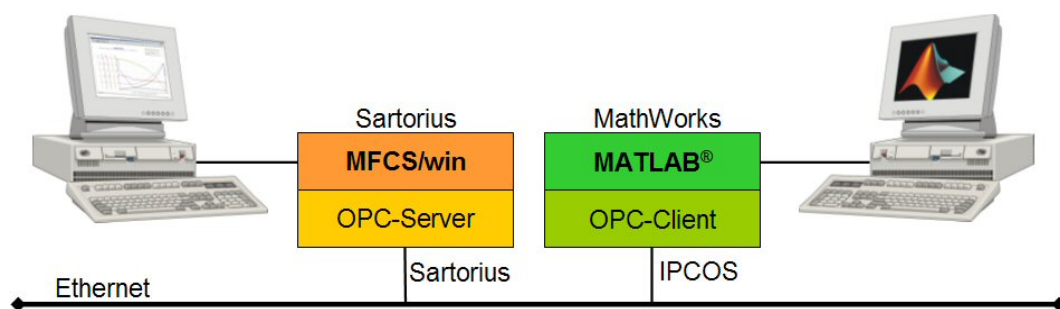 Sartorius
MathWorks
MFCS/win
MATLAB®
OPC-Server
OPC-Client
Sartorius
IPCOS
Ethernet